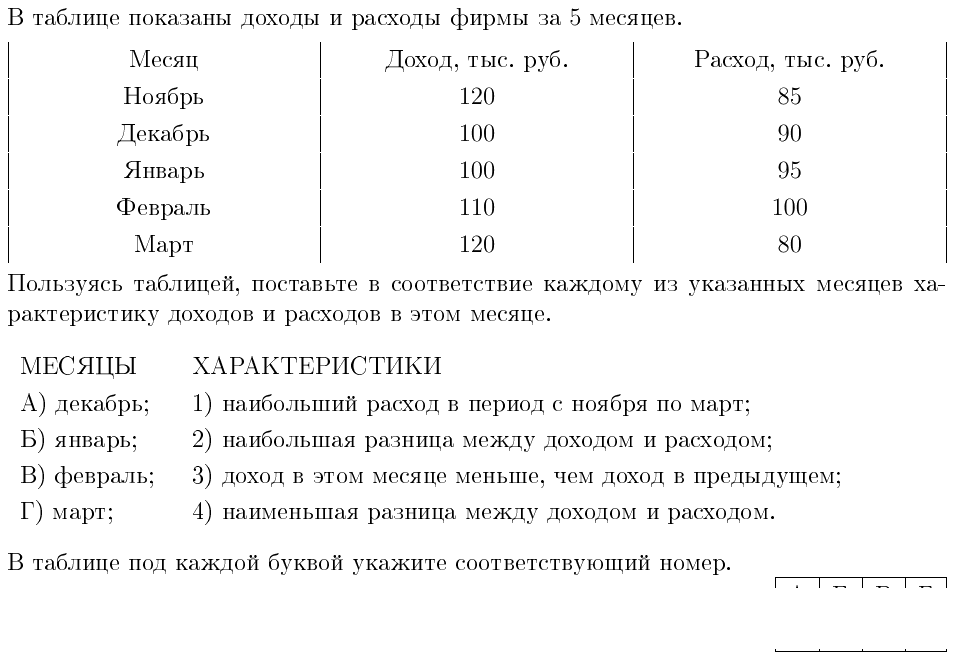 В таблице показаны доходы и расходы фирмы за 5 месяцев.
Месяц Доход, тыс. руб. Расход, тыс. руб.
Ноябрь 120 85
Декабрь 100 90
Январь 100 95
Февраль 110 100
Март 120 80
Пользуясь таблицей, поставьте в соответствие каждому из указанных месяцев ха-
рактеристику доходов и расходов в этом месяце.
МЕСЯЦЫ ХАРАКТЕРИСТИКИ
А) декабрь; 1) наибольший расход в период с ноября по март;
Б) январь; 2) наибольшая разница между доходом и расходом;
В) февраль; 3) доход в этом месяце меньше, чем доход в предыдущем;
Г) март; 4) наименьшая разница между доходом и расходом.
В таблице под каждой буквой укажите соответствующий номер.